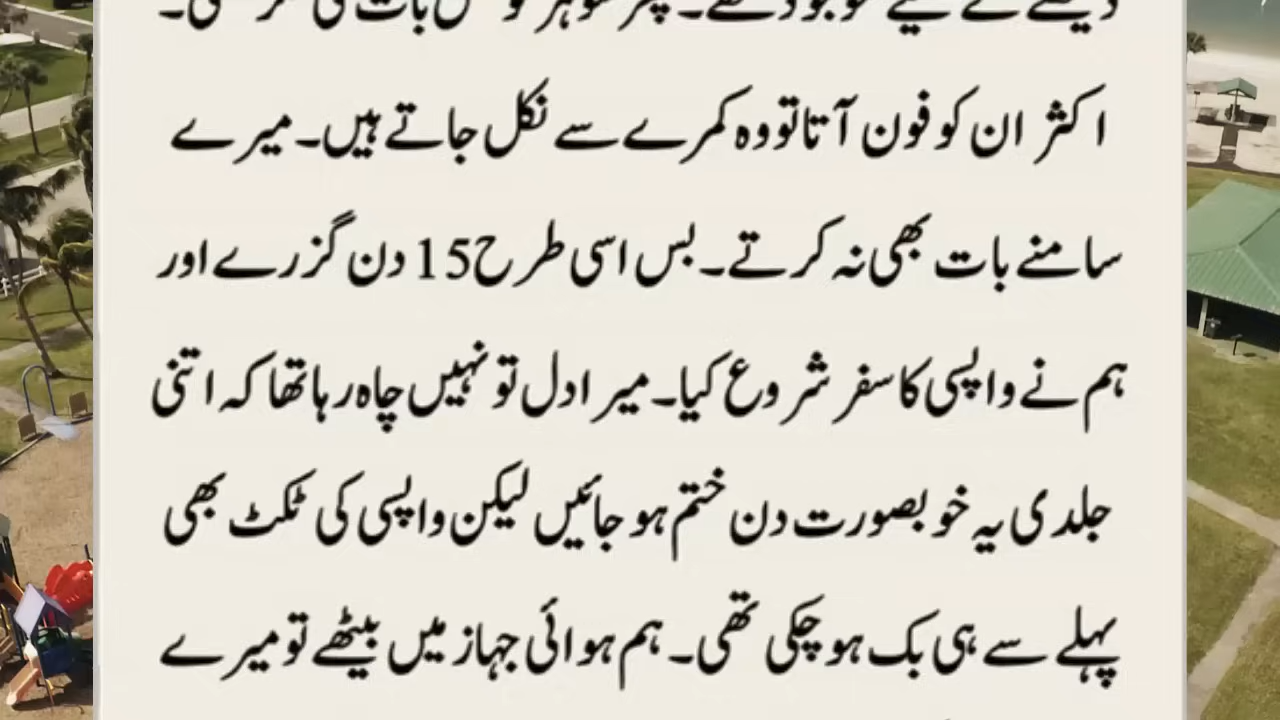 اکثر ان کو فون آتا تو وہ کمرے سے نکل جاتے ہیں۔ میرے
سامنے بات بھی نہ کرتے۔ بس اسی طرح 15 دن گزرے اور
ہم نے واپسی کا سفر شروع کیا۔ میرا دل تو نہیں چاہ رہا تھا کہ اتنی
جلدی یہ خوبصورت دن ختم ہو جائیں لیکن واپسی کی ٹکٹ بھی
پہلے سے ہی بک ہو چکی تھی۔ ہم ہوائی جہاز میں بیٹھے تو میرے